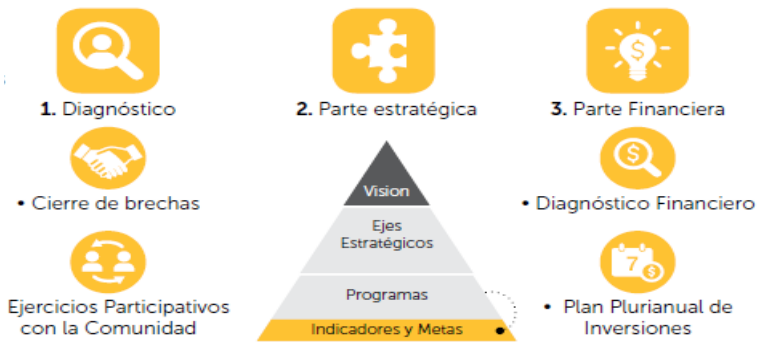 1. Diagnóstico
• Cierre de brechas
Ejercicios Participativos
con la Comunidad
2. Parte estratégica
Vision
Ejes
Estratégicos
Programas
Indicadores y Metas
3. Parte Financiera
$
• Diagnóstico Financiero
7
• Plan Plurianual de
Inversiones